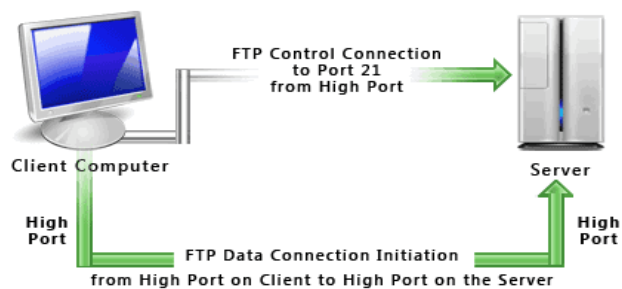 FTP Control Connection
to Port 21
from High Port
Client Computer
Server
High
Port
High
Port
FTP Data Connection Initiation
from High Port on Client to High Port on the Server